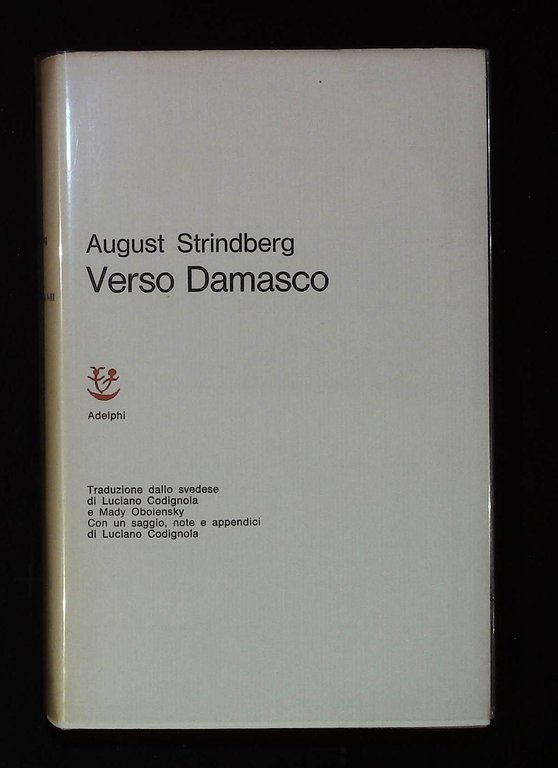 August Strindberg
Verso Damasco
Adelphi
Traduzione dallo svedese
di Luciano Codignola
e Mady Obolensky
Con un saggio, note e appendici
di Luciano Codignola